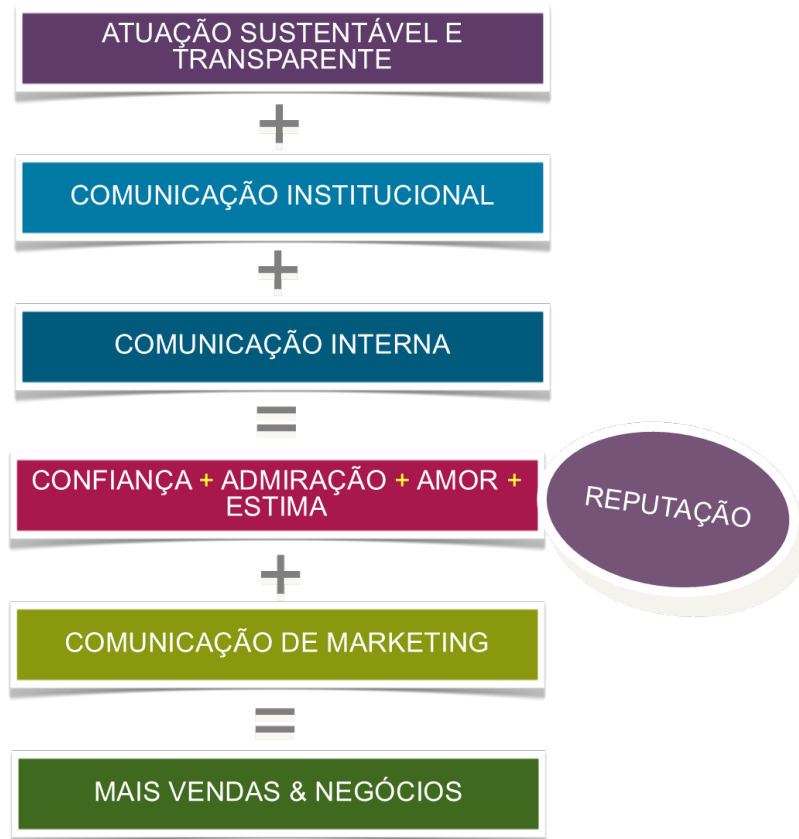 ATUAÇÃO SUSTENTÁVEL E
TRANSPARENTE
+
COMUNICAÇÃO INSTITUCIONAL
+
COMUNICAÇÃO INTERNA
=
CONFIANÇA + ADMIRAÇÃO + AMOR +
ESTIMA
REPUTAÇÃO
+
COMUNICAÇÃO DE MARKETING
=
MAIS VENDAS & NEGÓCIOS